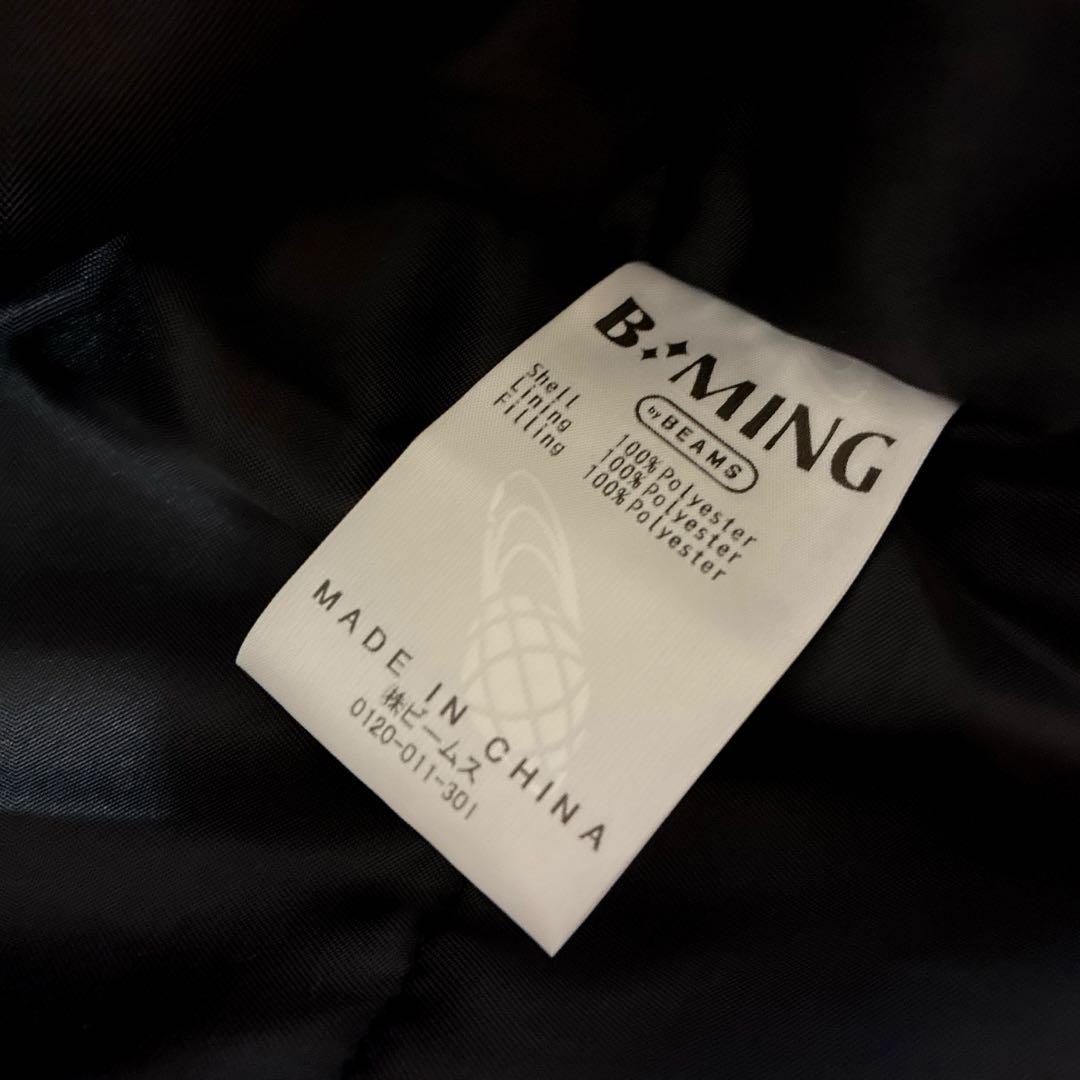 B MING
by BEAMS
Shell 100%Polyester
Lining 100%Polyester
Filling 100%Polyester
MADE IN CHINA
㈱ビームス
0120-011-301